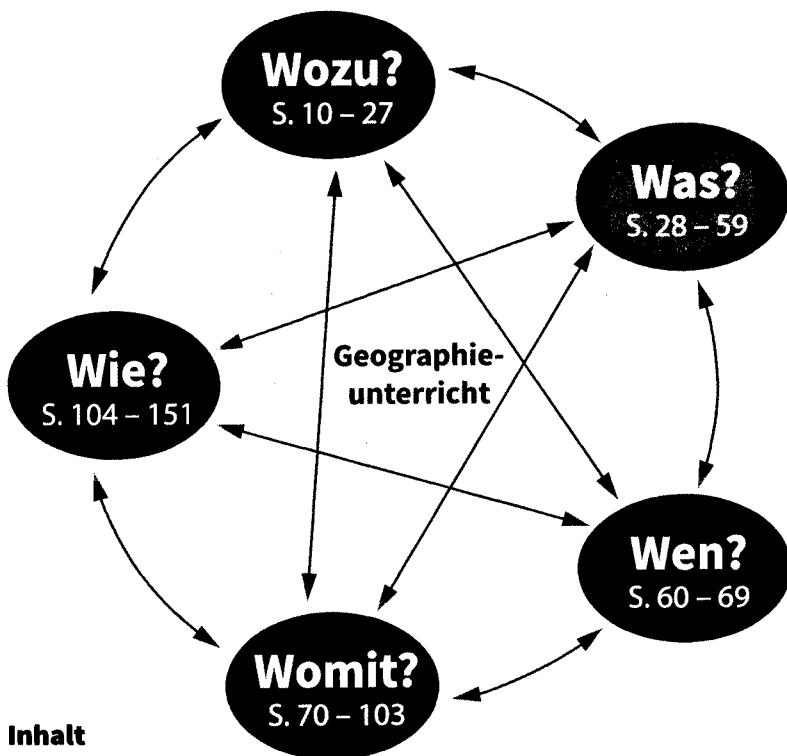 Wozu?
S. 10 – 27
Was?
S. 28 – 59
Geographie-
unterricht
Wie?
S. 104 – 151
Wen?
S. 60 – 69
Womit?
S. 70 – 103
Inhalt